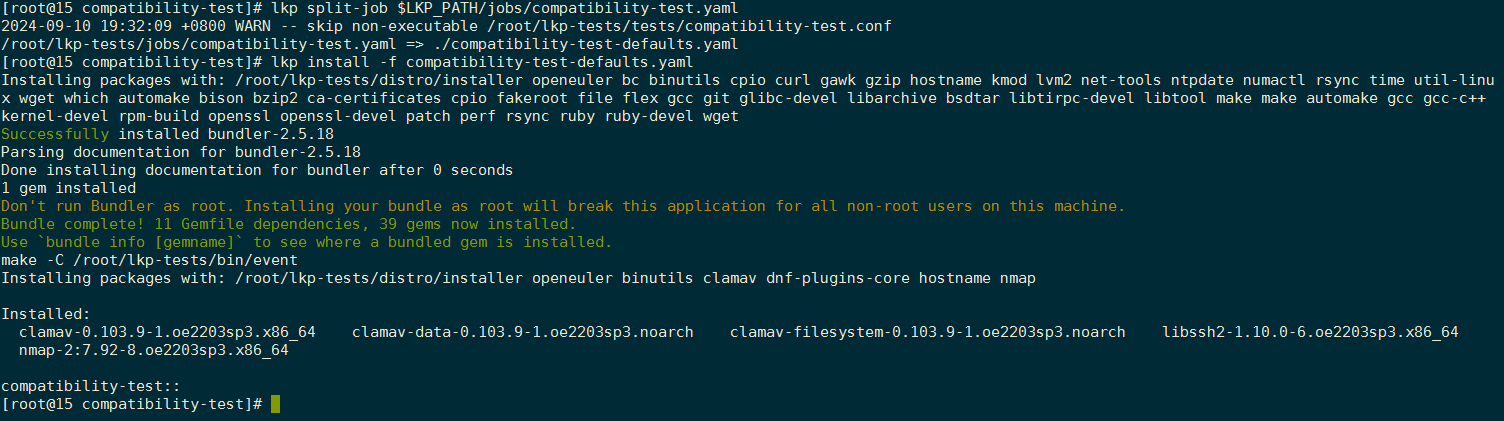 [root@15 compatibility-test]# lkp split-job $LKP_PATH/jobs/compatibility-test.yaml
2024-09-10 19:32:09 +0800 WARN -- skip non-executable /root/lkp-tests/tests/compatibility-test.conf
/root/lkp-tests/jobs/compatibility-test.yaml => ./compatibility-test-defaults.yaml
[root@15 compatibility-test]# lkp install -f compatibility-test-defaults.yaml
Installing packages with: /root/lkp-tests/distro/installer openeuler bc binutils cpio curl gawk gzip hostname kmod lvm2 net-tools ntpdate numactl rsync time util-linu
x wget which automake bison bzip2 ca-certificates cpio fakeroot file flex gcc git glibc-devel libarchive bsdtar libtirpc-devel libtool make make automake gcc gcc-c++
kernel-devel rpm-build openssl openssl-devel patch perf rsync ruby ruby-devel wget
Successfully installed bundler-2.5.18
Parsing documentation for bundler-2.5.18
Done installing documentation for bundler after 0 seconds
1 gem installed
Don't run Bundler as root. Installing your bundle as root will break this application for all non-root users on this machine.
Bundle complete! 11 Gemfile dependencies, 39 gems now installed.
Use `bundle info [gemname]` to see where a bundled gem is installed.
make -C /root/lkp-tests/bin/event
Installing packages with: /root/lkp-tests/distro/installer openeuler binutils clamav dnf-plugins-core hostname nmap
Installed:
clamav-0.103.9-1.oe2203sp3.x86_64 clamav-data-0.103.9-1.oe2203sp3.noarch clamav-filesystem-0.103.9-1.oe2203sp3.noarch libssh2-1.10.0-6.oe2203sp3.x86_64
nmap-2:7.92-8.oe2203sp3.x86_64
compatibility-test::
[root@15 compatibility-test]#